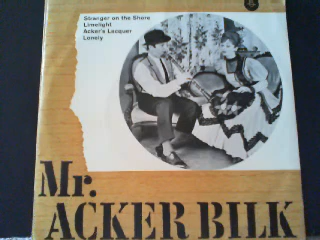 Stranger on the Shore
Limelight
Acker's Lacquer
Lonely
Mr.
ACKER BILK